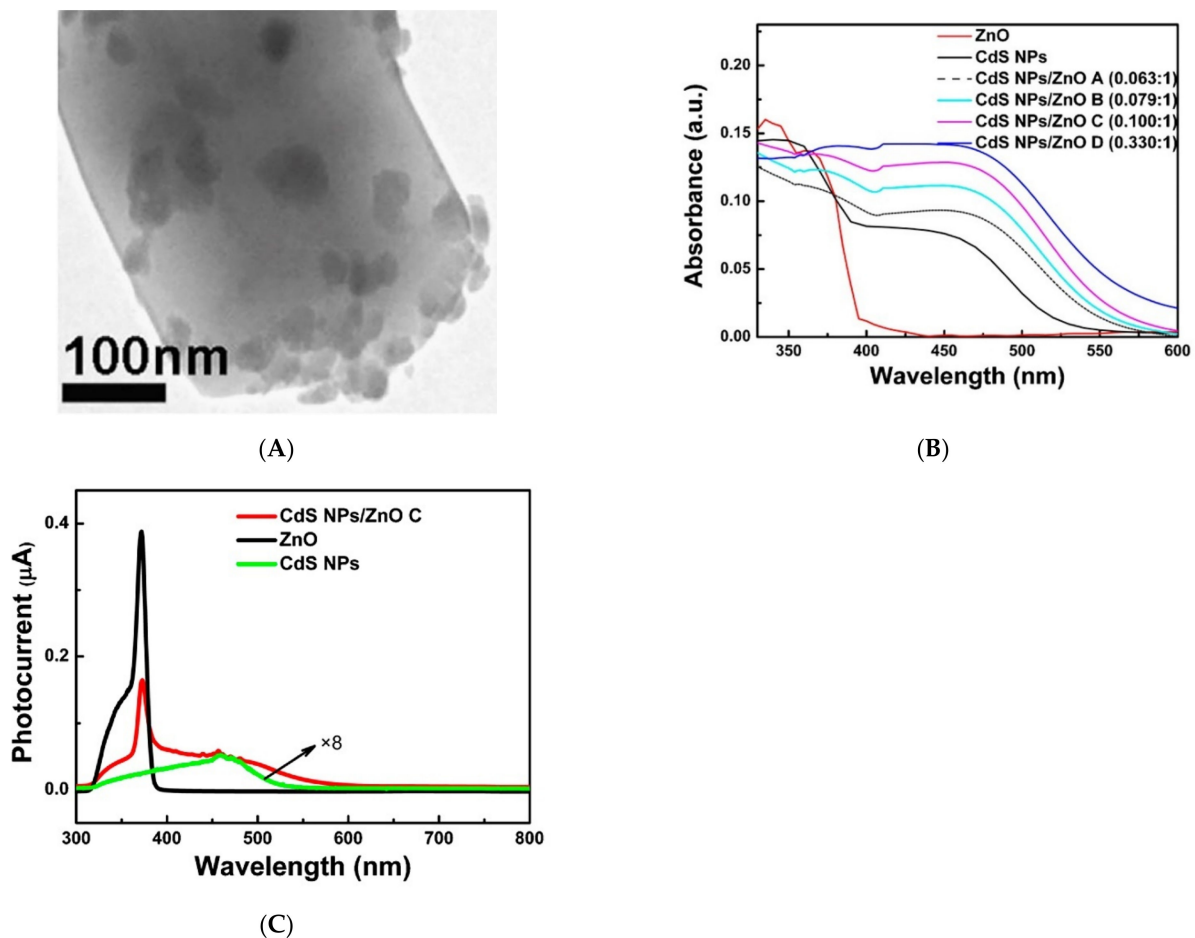 100nm
(A)
ZnO
CdS NPs
CdS NPs/ZnO A (0.063:1)
CdS NPs/ZnO B (0.079:1)
CdS NPs/ZnO C (0.100:1)
CdS NPs/ZnO D (0.330:1)
0.20
0.15
0.10
0.05
0.00
Absorbance (a.u.)
350 400 450 500 550 600
Wavelength (nm)
(B)
CdS NPs/ZnO C
ZnO
CdS NPs
0.4
0.2
0.0
Photocurrent (μA)
×8
300 400 500 600 700 800
Wavelength (nm)
(C)